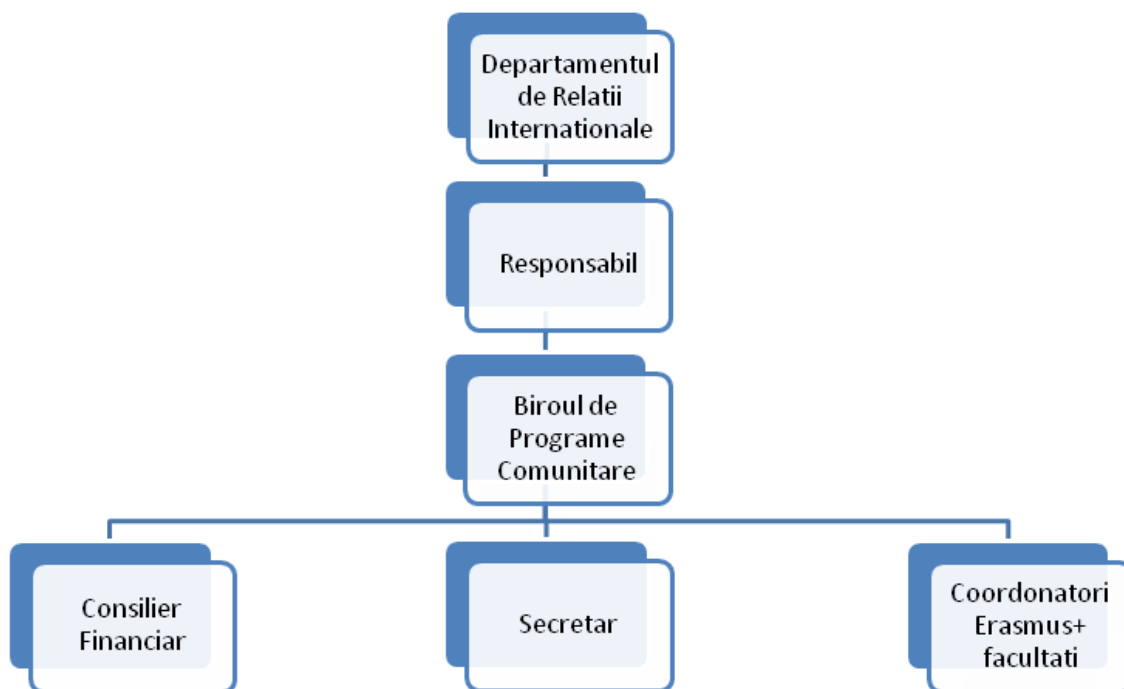 Departamentul
de Relatii
Internationale
Responsabil
Biroul de
Programe
Comunitare
Consilier
Financiar
Secretar
Coordonatori
Erasmus+
facultati